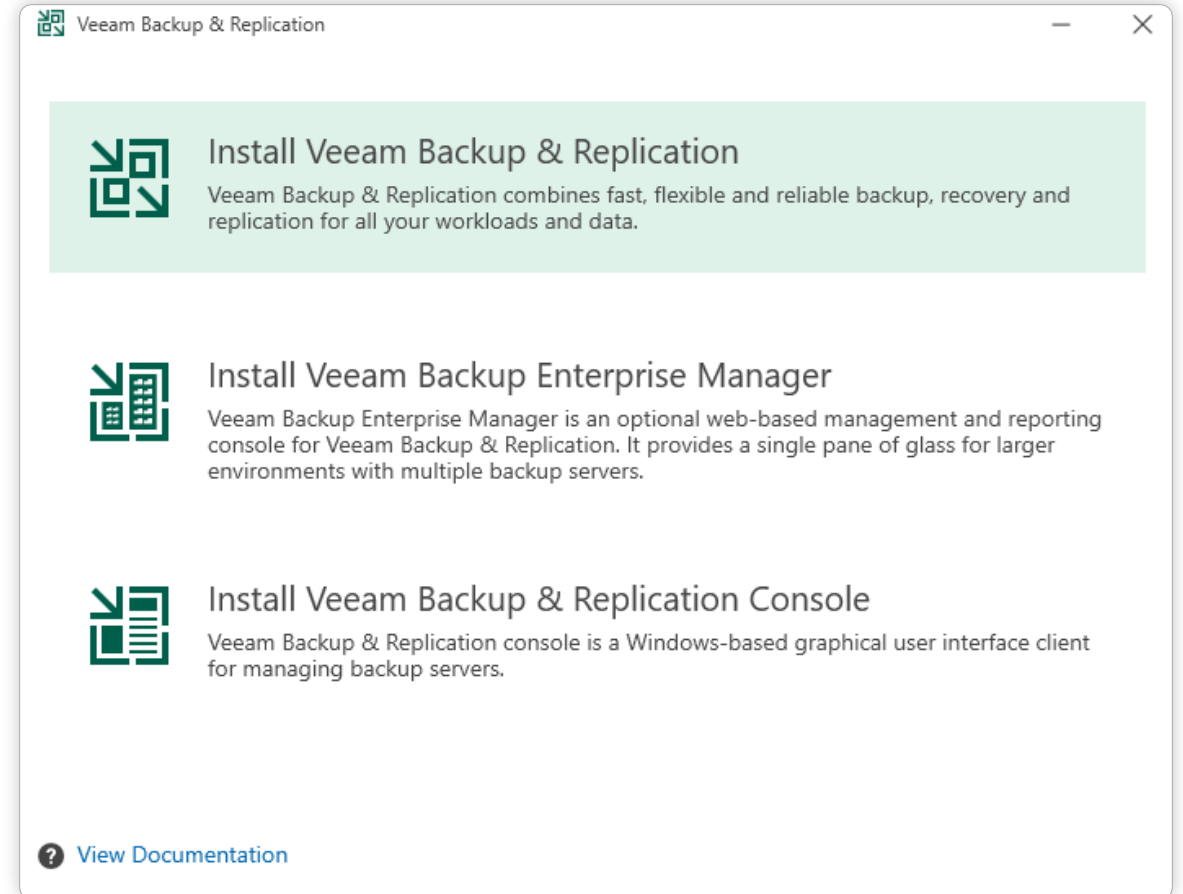 Veeam Backup & Replication
Install Veeam Backup & Replication
Veeam Backup & Replication combines fast, flexible and reliable backup, recovery and
replication for all your workloads and data.
Install Veeam Backup Enterprise Manager
Veeam Backup Enterprise Manager is an optional web-based management and reporting
console for Veeam Backup & Replication. It provides a single pane of glass for larger
environments with multiple backup servers.
Install Veeam Backup & Replication Console
Veeam Backup & Replication console is a Windows-based graphical user interface client
for managing backup servers.
? View Documentation